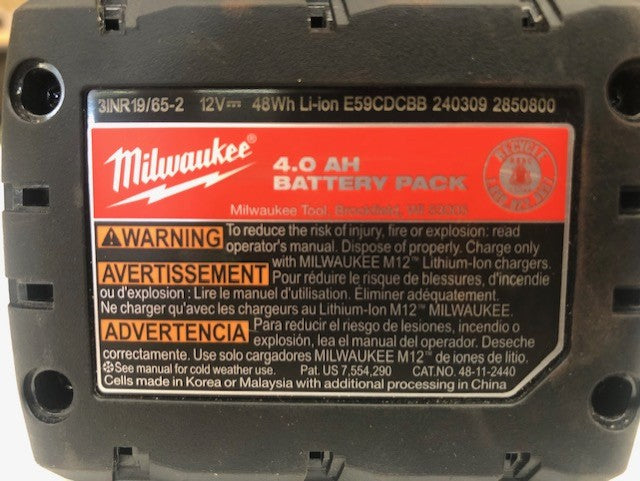 3INR19/65-2 12V⎓ 48Wh Li-ion E59CDCBB 240309 2850800
Milwaukee®
4.0 AH
BATTERY PACK
RECYCLE
Milwaukee Tool, Brookfield, WI 53005
⚠WARNING To reduce the risk of injury, fire or explosion: read
operator's manual. Dispose of properly. Charge only
with MILWAUKEE M12™ Lithium-Ion chargers.
AVERTISSEMENT Pour réduire le risque de blessures, d'incendie
ou d'explosion : Lire le manuel d'utilisation. Éliminer adéquatement.
Ne charger qu'avec les chargeurs au Lithium-Ion M12™ MILWAUKEE.
ADVERTENCIA Para reducir el riesgo de lesiones, incendio o
explosión, lea el manual del operador. Deseche
correctamente. Use solo cargadores MILWAUKEE M12™ de iones de litio.
❄See manual for cold weather use. Pat. US 7,554,290 CAT.NO. 48-11-2440
Cells made in Korea or Malaysia with additional processing in China